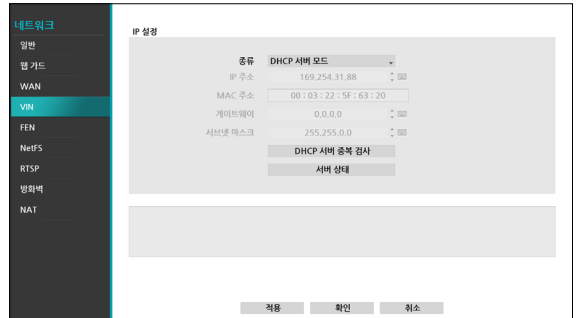 네트워크
일반
웹 가드
WAN
VIN
FEN
NetFS
RTSP
방화벽
NAT
IP 설정
종류 DHCP 서버 모드
IP 주소 169,254,31,88
MAC 주소 00 : 03 : 22 : 5F : 63 : 20
게이트웨이 0,0,0,0
서브넷 마스크 255,255,0,0
DHCP 서버 중복 검사
서버 상태
적용 확인 취소